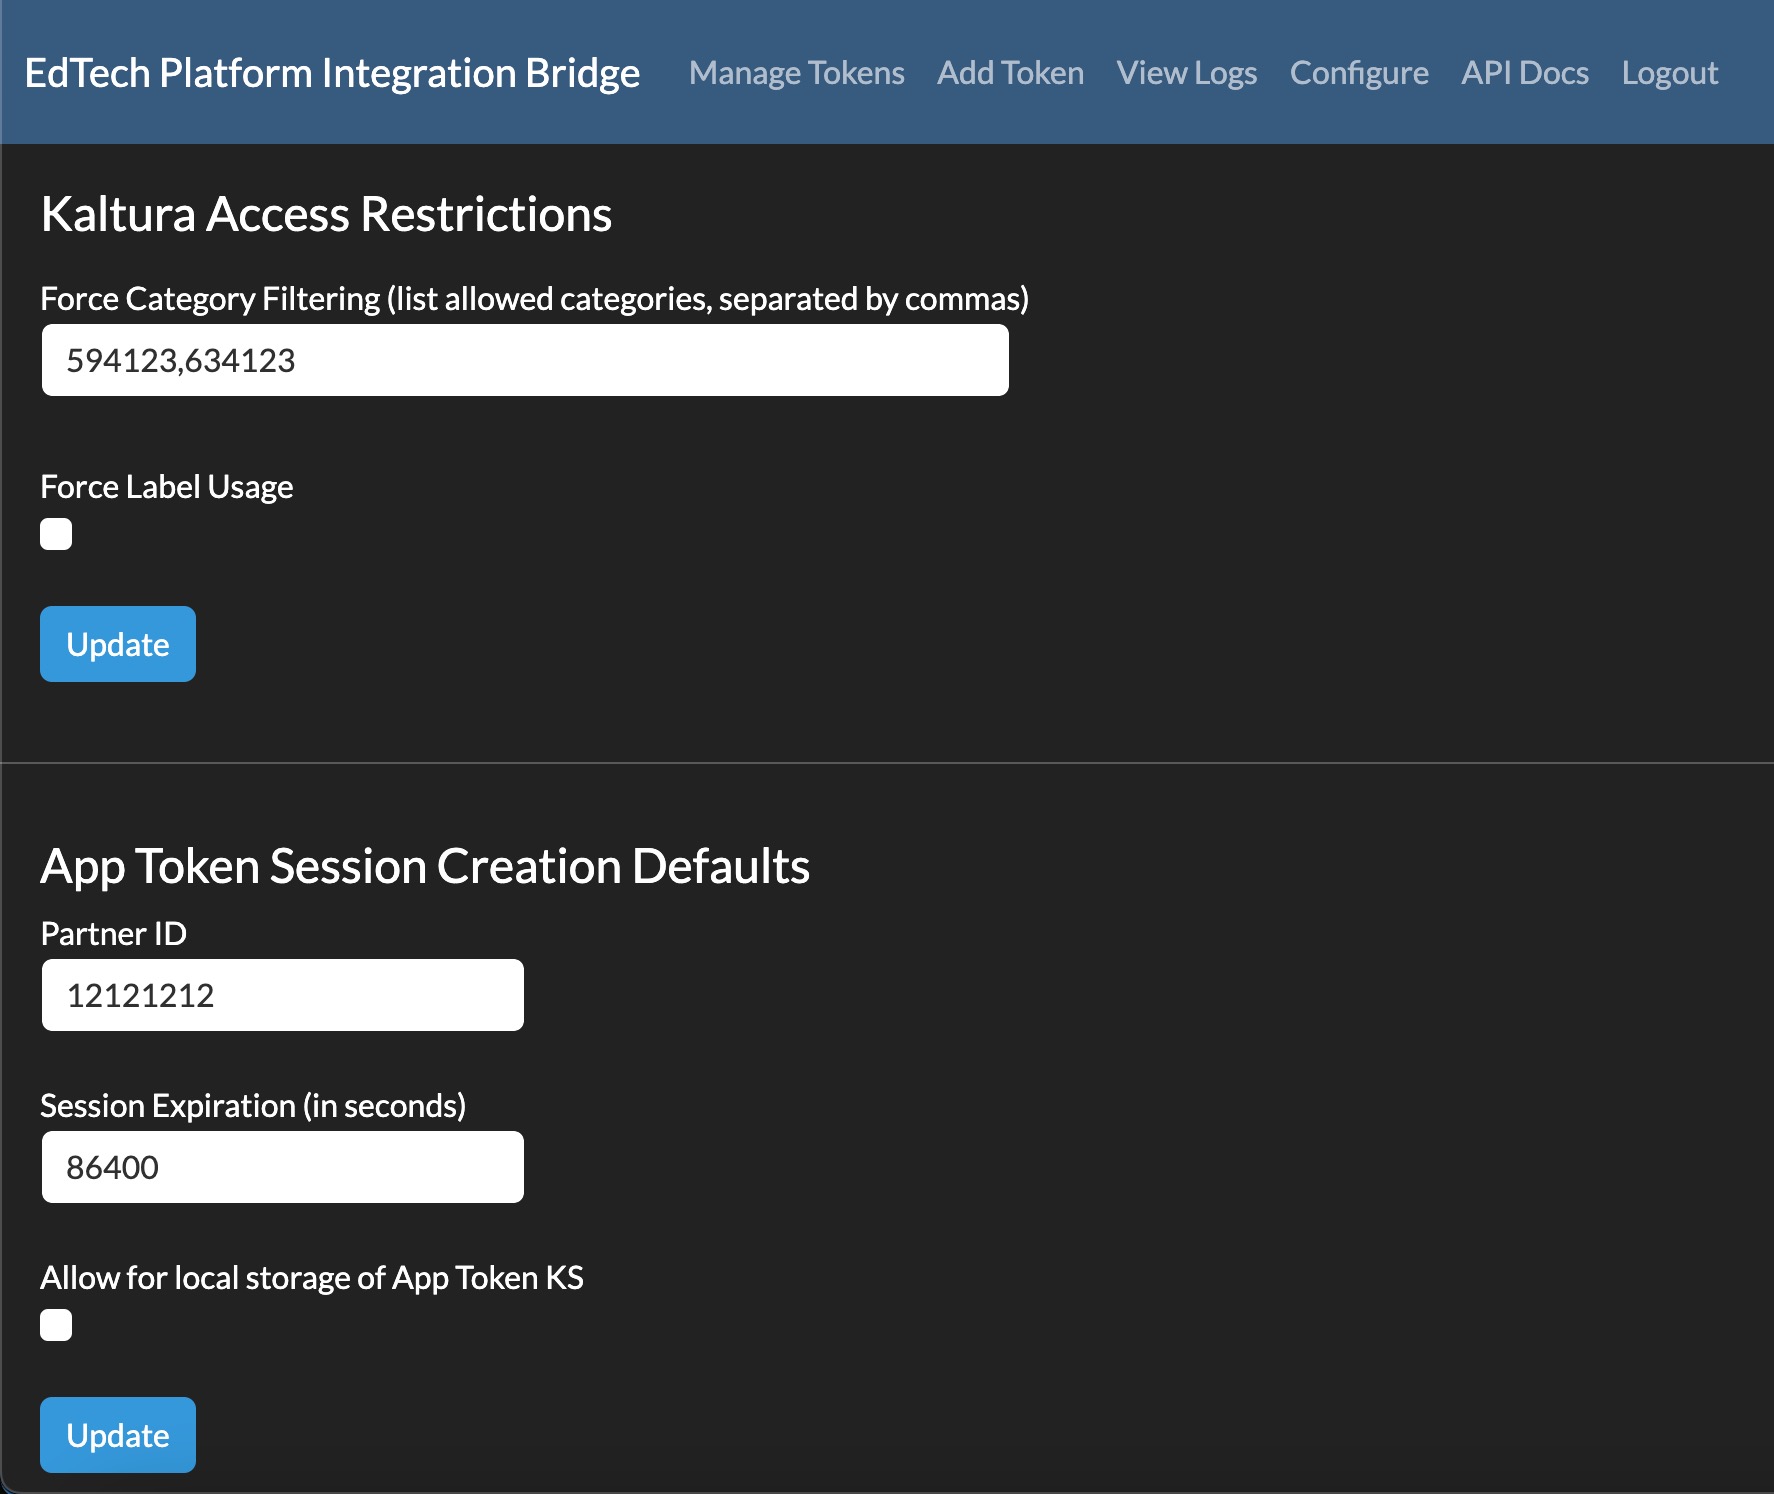 EdTech Platform Integration Bridge Manage Tokens Add Token View Logs Configure API Docs Logout
Kaltura Access Restrictions
Force Category Filtering (list allowed categories, separated by commas)
594123,634123
Force Label Usage
Update
App Token Session Creation Defaults
Partner ID
12121212
Session Expiration (in seconds)
86400
Allow for local storage of App Token KS
Update